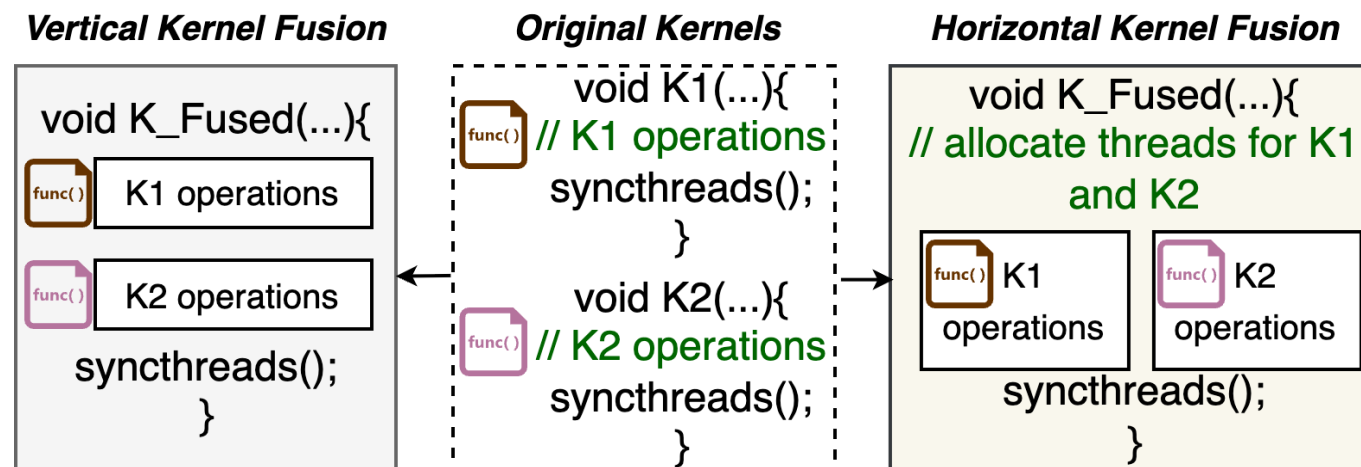 Vertical Kernel Fusion
void K_Fused(...){
func()
K1 operations
func()
K2 operations
syncthreads();
}
Original Kernels
void K1(...){
func()
// K1 operations
syncthreads();
}
void K2(...){
func()
// K2 operations
syncthreads();
}
Horizontal Kernel Fusion
void K_Fused(...){
// allocate threads for K1
and K2
func()
K1
operations
func()
K2
operations
syncthreads();
}